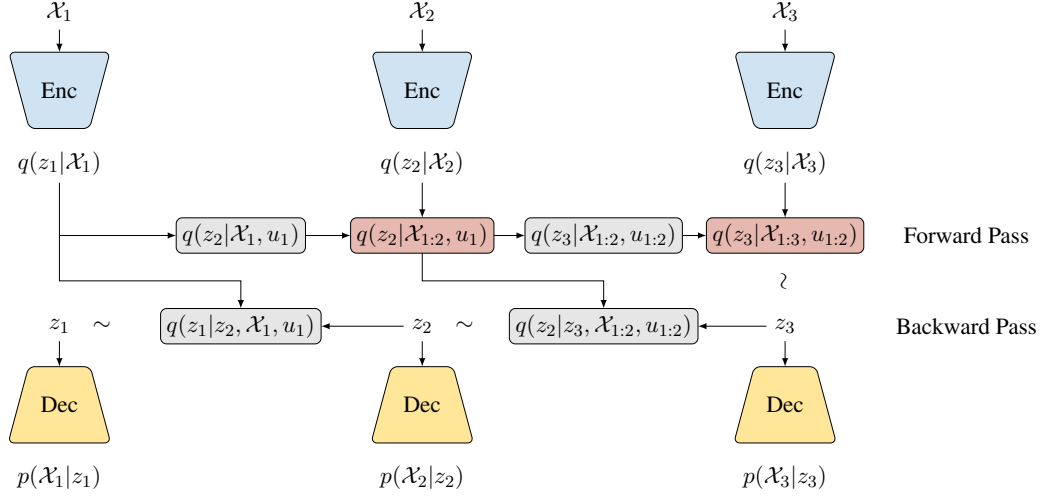 𝒳₁ 𝒳₂ 𝒳₃
Enc Enc Enc
q(z₁|𝒳₁) q(z₂|𝒳₂) q(z₃|𝒳₃)
q(z₂|𝒳₁, u₁) q(z₂|𝒳₁:₂, u₁) q(z₃|𝒳₁:₂, u₁:₂) q(z₃|𝒳₁:₃, u₁:₂) Forward Pass
∼
z₁ ∼ q(z₁|z₂, 𝒳₁, u₁) z₂ ∼ q(z₂|z₃, 𝒳₁:₂, u₁:₂) z₃ Backward Pass
Dec Dec Dec
p(𝒳₁|z₁) p(𝒳₂|z₂) p(𝒳₃|z₃)